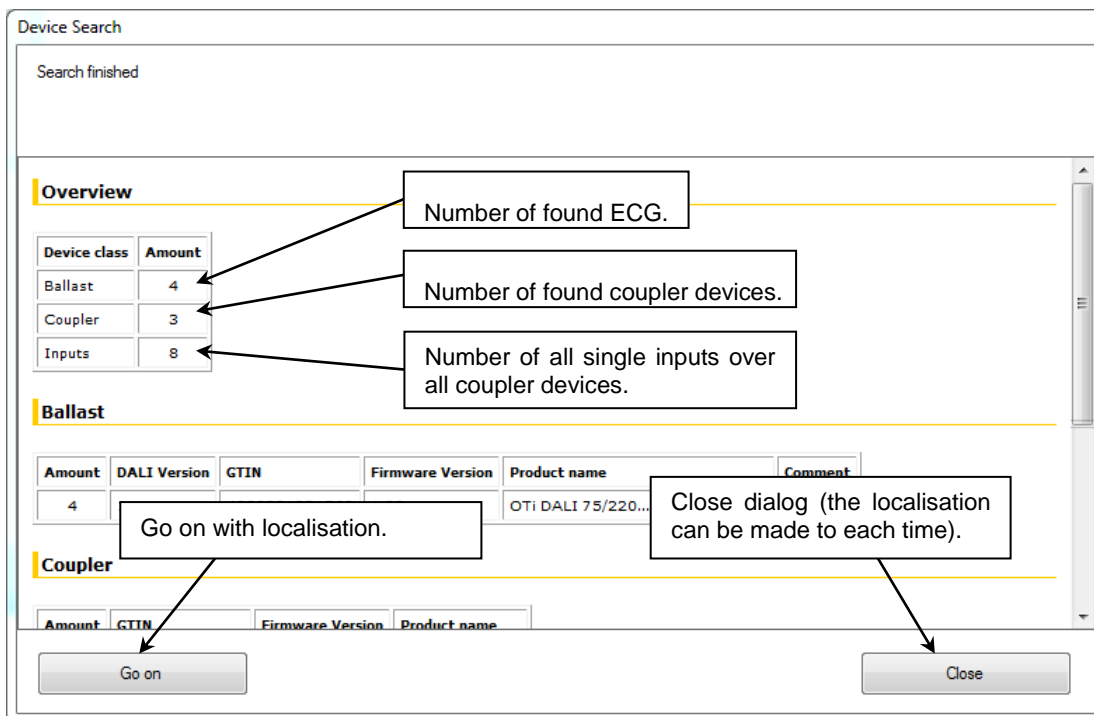 Device Search
Search finished
Overview
Number of found ECG.
Device class Amount
Ballast 4
Number of found coupler devices.
Coupler 3
Inputs 8
Number of all single inputs over
all coupler devices.
Ballast
Amount DALI Version GTIN Firmware Version Product name Comment
4 OTi DALI 75/220...
Close dialog (the localisation
can be made to each time).
Go on with localisation.
Coupler
Amount GTIN Firmware Version Product name
Go on Close